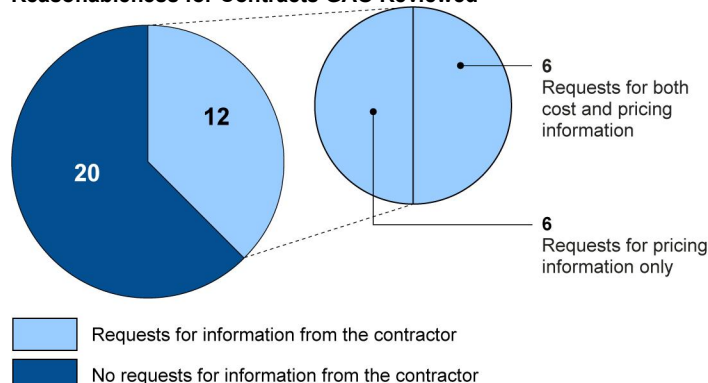 Reasonableness for Contracts GAO Reviewed
12
20
6
Requests for both
cost and pricing
information
6
Requests for pricing
information only
Requests for information from the contractor
No requests for information from the contractor